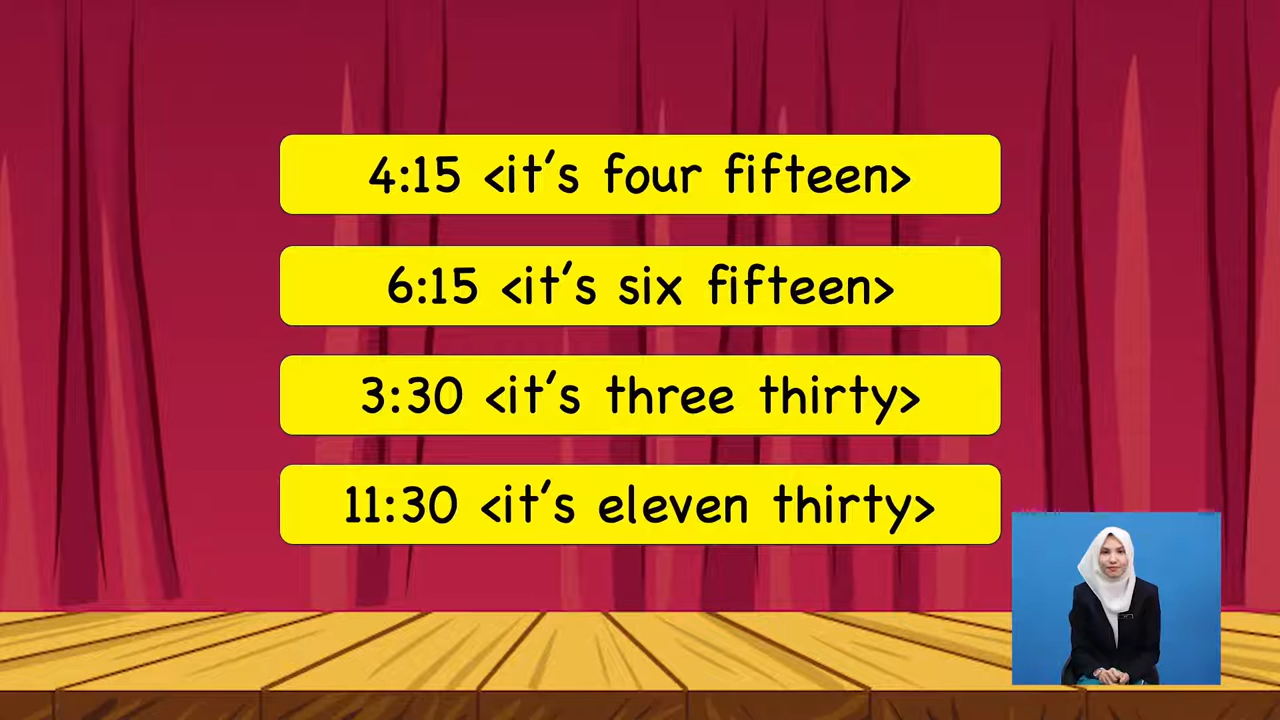 4:15 <it's four fifteen>
6:15 <it's six fifteen>
3:30 <it's three thirty>
11:30 <it's eleven thirty>